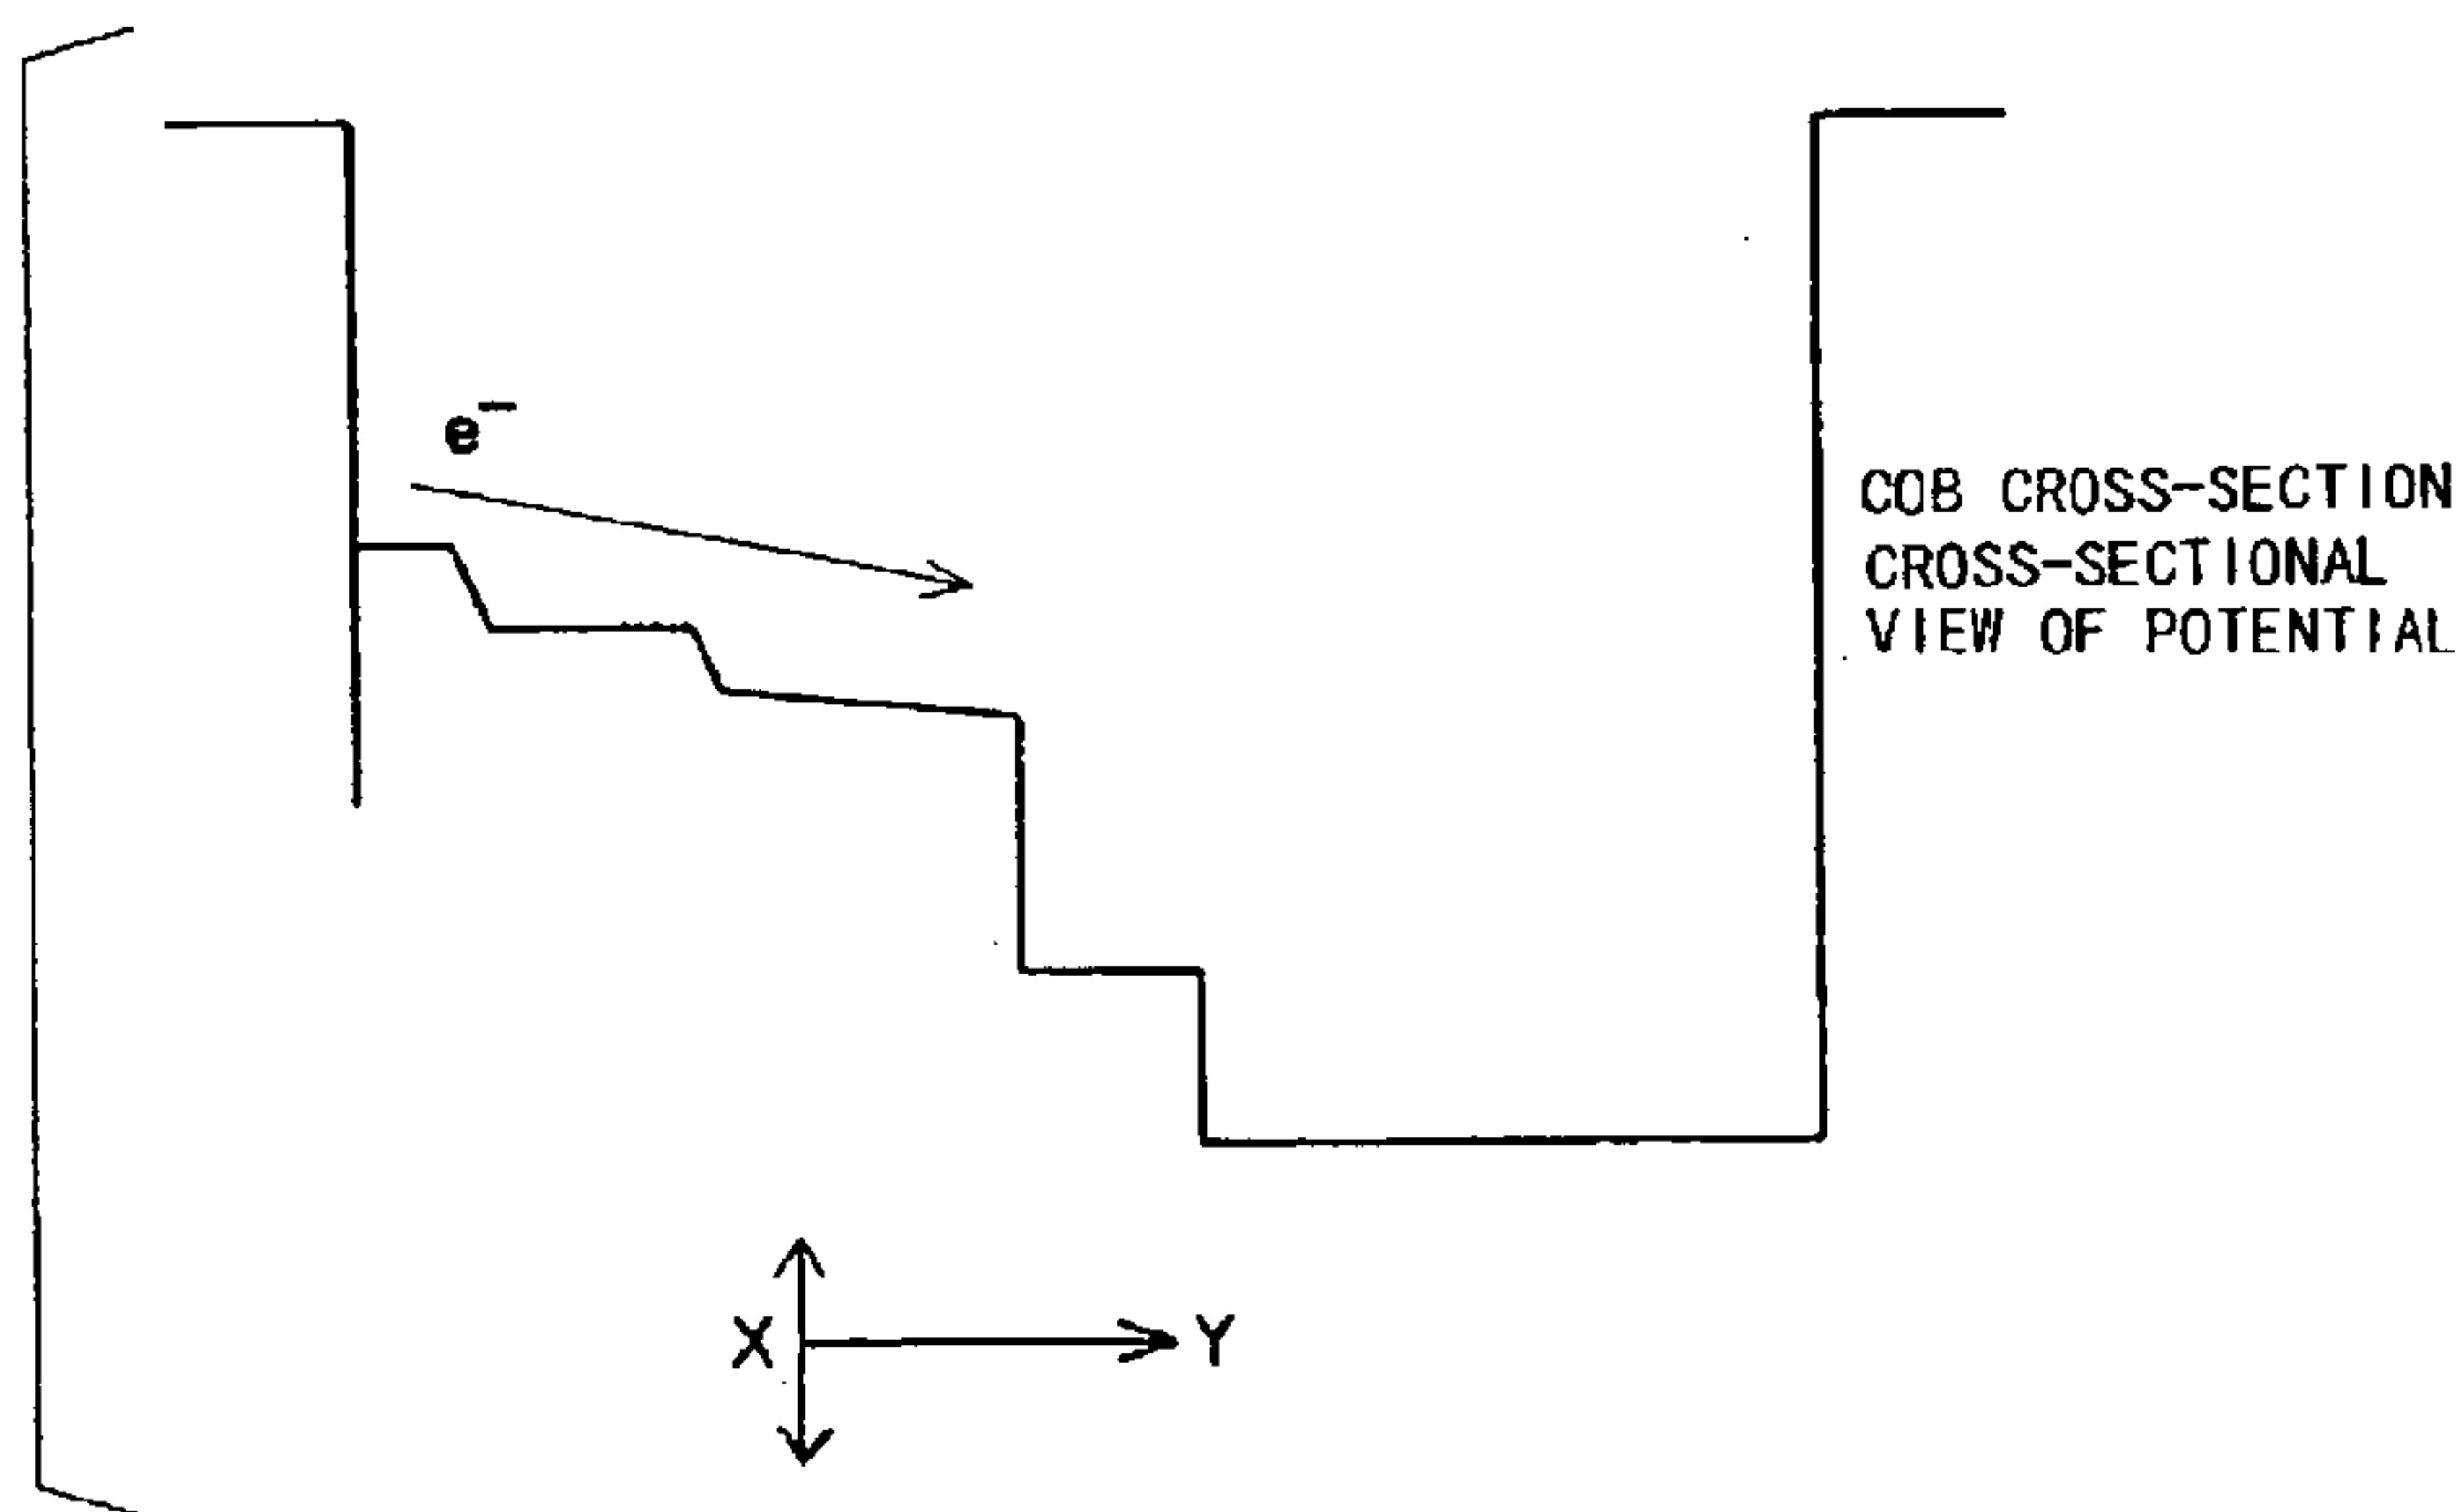 e⁻
COB CROSS-SECTION
CROSS-SECTIONAL
VIEW OF POTENTIAL
X
Y